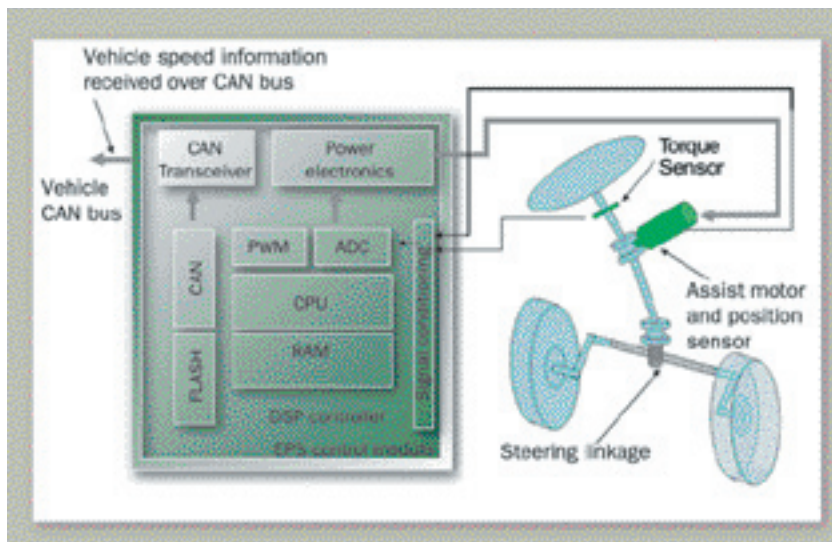 Vehicle speed information
received over CAN bus
CAN
Transceiver
Power
electronics
Torque
Sensor
Vehicle
CAN bus
PWM
ADC
CAN
CPU
Signal conditioning
Assist motor
and position
sensor
RAM
FLASH
DSP controller
EPS control module
Steering linkage